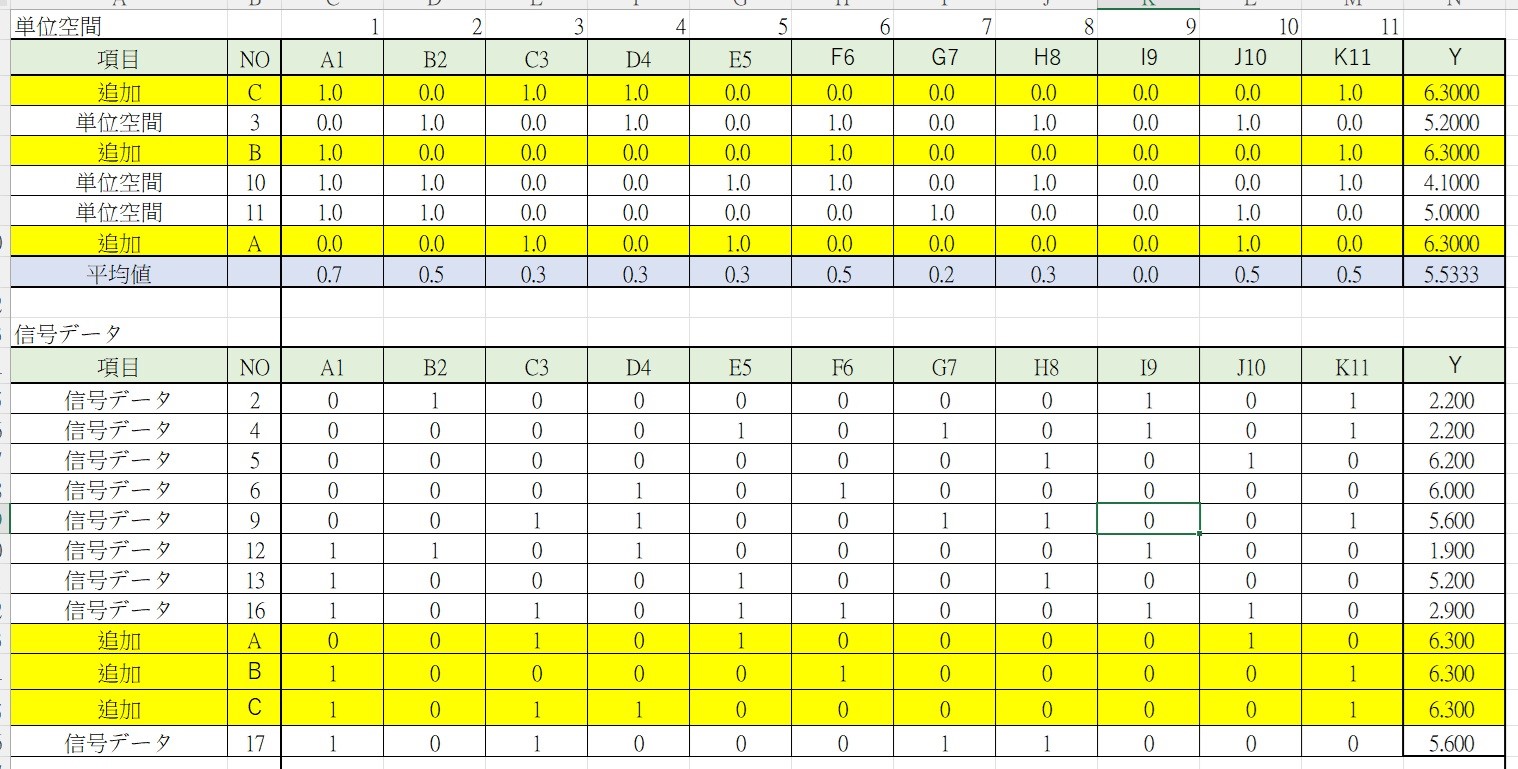 単位空間 1 2 3 4 5 6 7 8 9 10 11
項目 NO A1 B2 C3 D4 E5 F6 G7 H8 I9 J10 K11 Y
追加 C 1.0 0.0 1.0 1.0 0.0 0.0 0.0 0.0 0.0 0.0 1.0 6.3000
単位空間 3 0.0 1.0 0.0 1.0 0.0 1.0 0.0 1.0 0.0 1.0 0.0 5.2000
追加 B 1.0 0.0 0.0 0.0 0.0 1.0 0.0 0.0 0.0 0.0 1.0 6.3000
単位空間 10 1.0 1.0 0.0 0.0 1.0 1.0 0.0 1.0 0.0 0.0 1.0 4.1000
単位空間 11 1.0 1.0 0.0 0.0 0.0 0.0 1.0 0.0 0.0 1.0 0.0 5.0000
追加 A 0.0 0.0 1.0 0.0 1.0 0.0 0.0 0.0 0.0 1.0 0.0 6.3000
平均値 0.7 0.5 0.3 0.3 0.3 0.5 0.2 0.3 0.0 0.5 0.5 5.5333
信号データ
項目 NO A1 B2 C3 D4 E5 F6 G7 H8 I9 J10 K11 Y
信号データ 2 0 1 0 0 0 0 0 0 1 0 1 2.200
信号データ 4 0 0 0 0 1 0 1 0 1 0 1 2.200
信号データ 5 0 0 0 0 0 0 0 1 0 1 0 6.200
信号データ 6 0 0 0 1 0 1 0 0 0 0 0 6.000
信号データ 9 0 0 1 1 0 0 1 1 0 0 1 5.600
信号データ 12 1 1 0 1 0 0 0 0 1 0 0 1.900
信号データ 13 1 0 0 0 1 0 0 1 0 0 0 5.200
信号データ 16 1 0 1 0 1 1 0 0 1 1 0 2.900
追加 A 0 0 1 0 1 0 0 0 0 1 0 6.300
追加 B 1 0 0 0 0 1 0 0 0 0 1 6.300
追加 C 1 0 1 1 0 0 0 0 0 0 1 6.300
信号データ 17 1 0 1 0 0 0 1 1 0 0 0 5.600